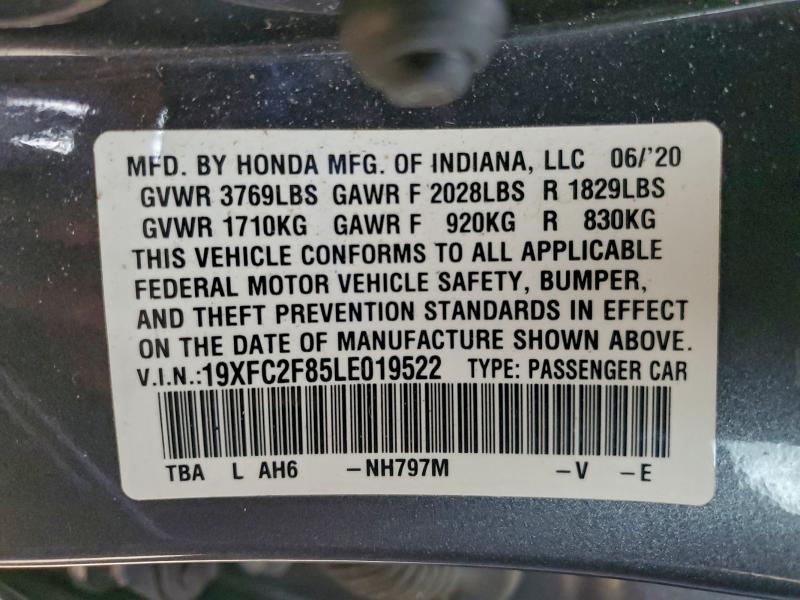 MFD. BY HONDA MFG. OF INDIANA, LLC 06/'20
GVWR 3769LBS GAWR F 2028LBS R 1829LBS
GVWR 1710KG GAWR F 920KG R 830KG
THIS VEHICLE CONFORMS TO ALL APPLICABLE
FEDERAL MOTOR VEHICLE SAFETY, BUMPER,
AND THEFT PREVENTION STANDARDS IN EFFECT
ON THE DATE OF MANUFACTURE SHOWN ABOVE.
V.I.N.:19XFC2F85LE019522 TYPE: PASSENGER CAR
TBA L AH6 –NH797M –V –E